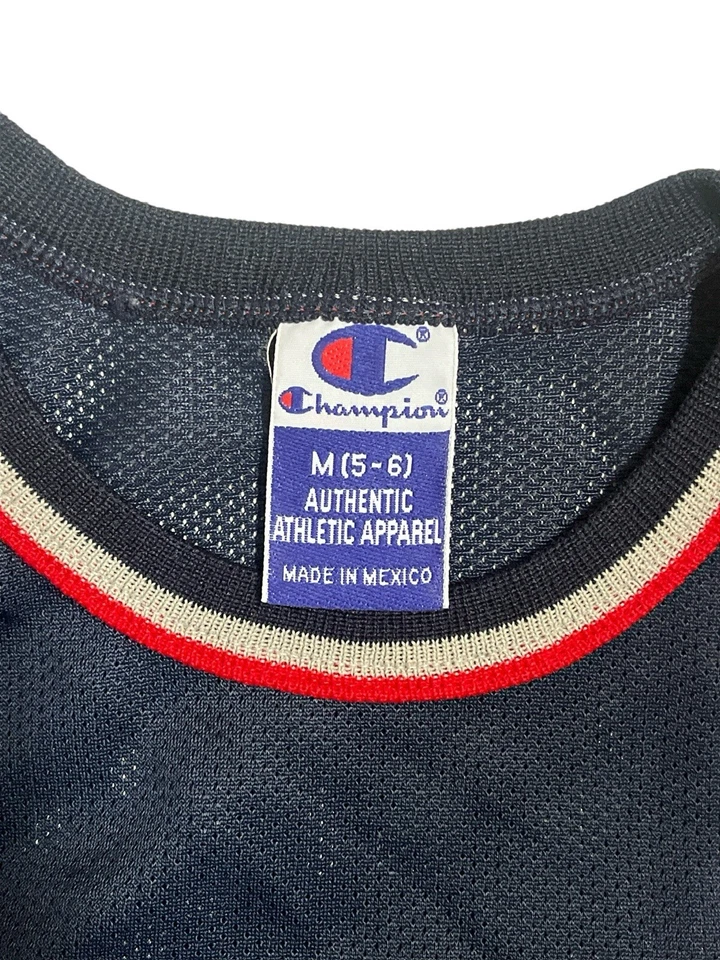 ®
Champion®
M (5-6)
AUTHENTIC
ATHLETIC APPAREL
MADE IN MEXICO